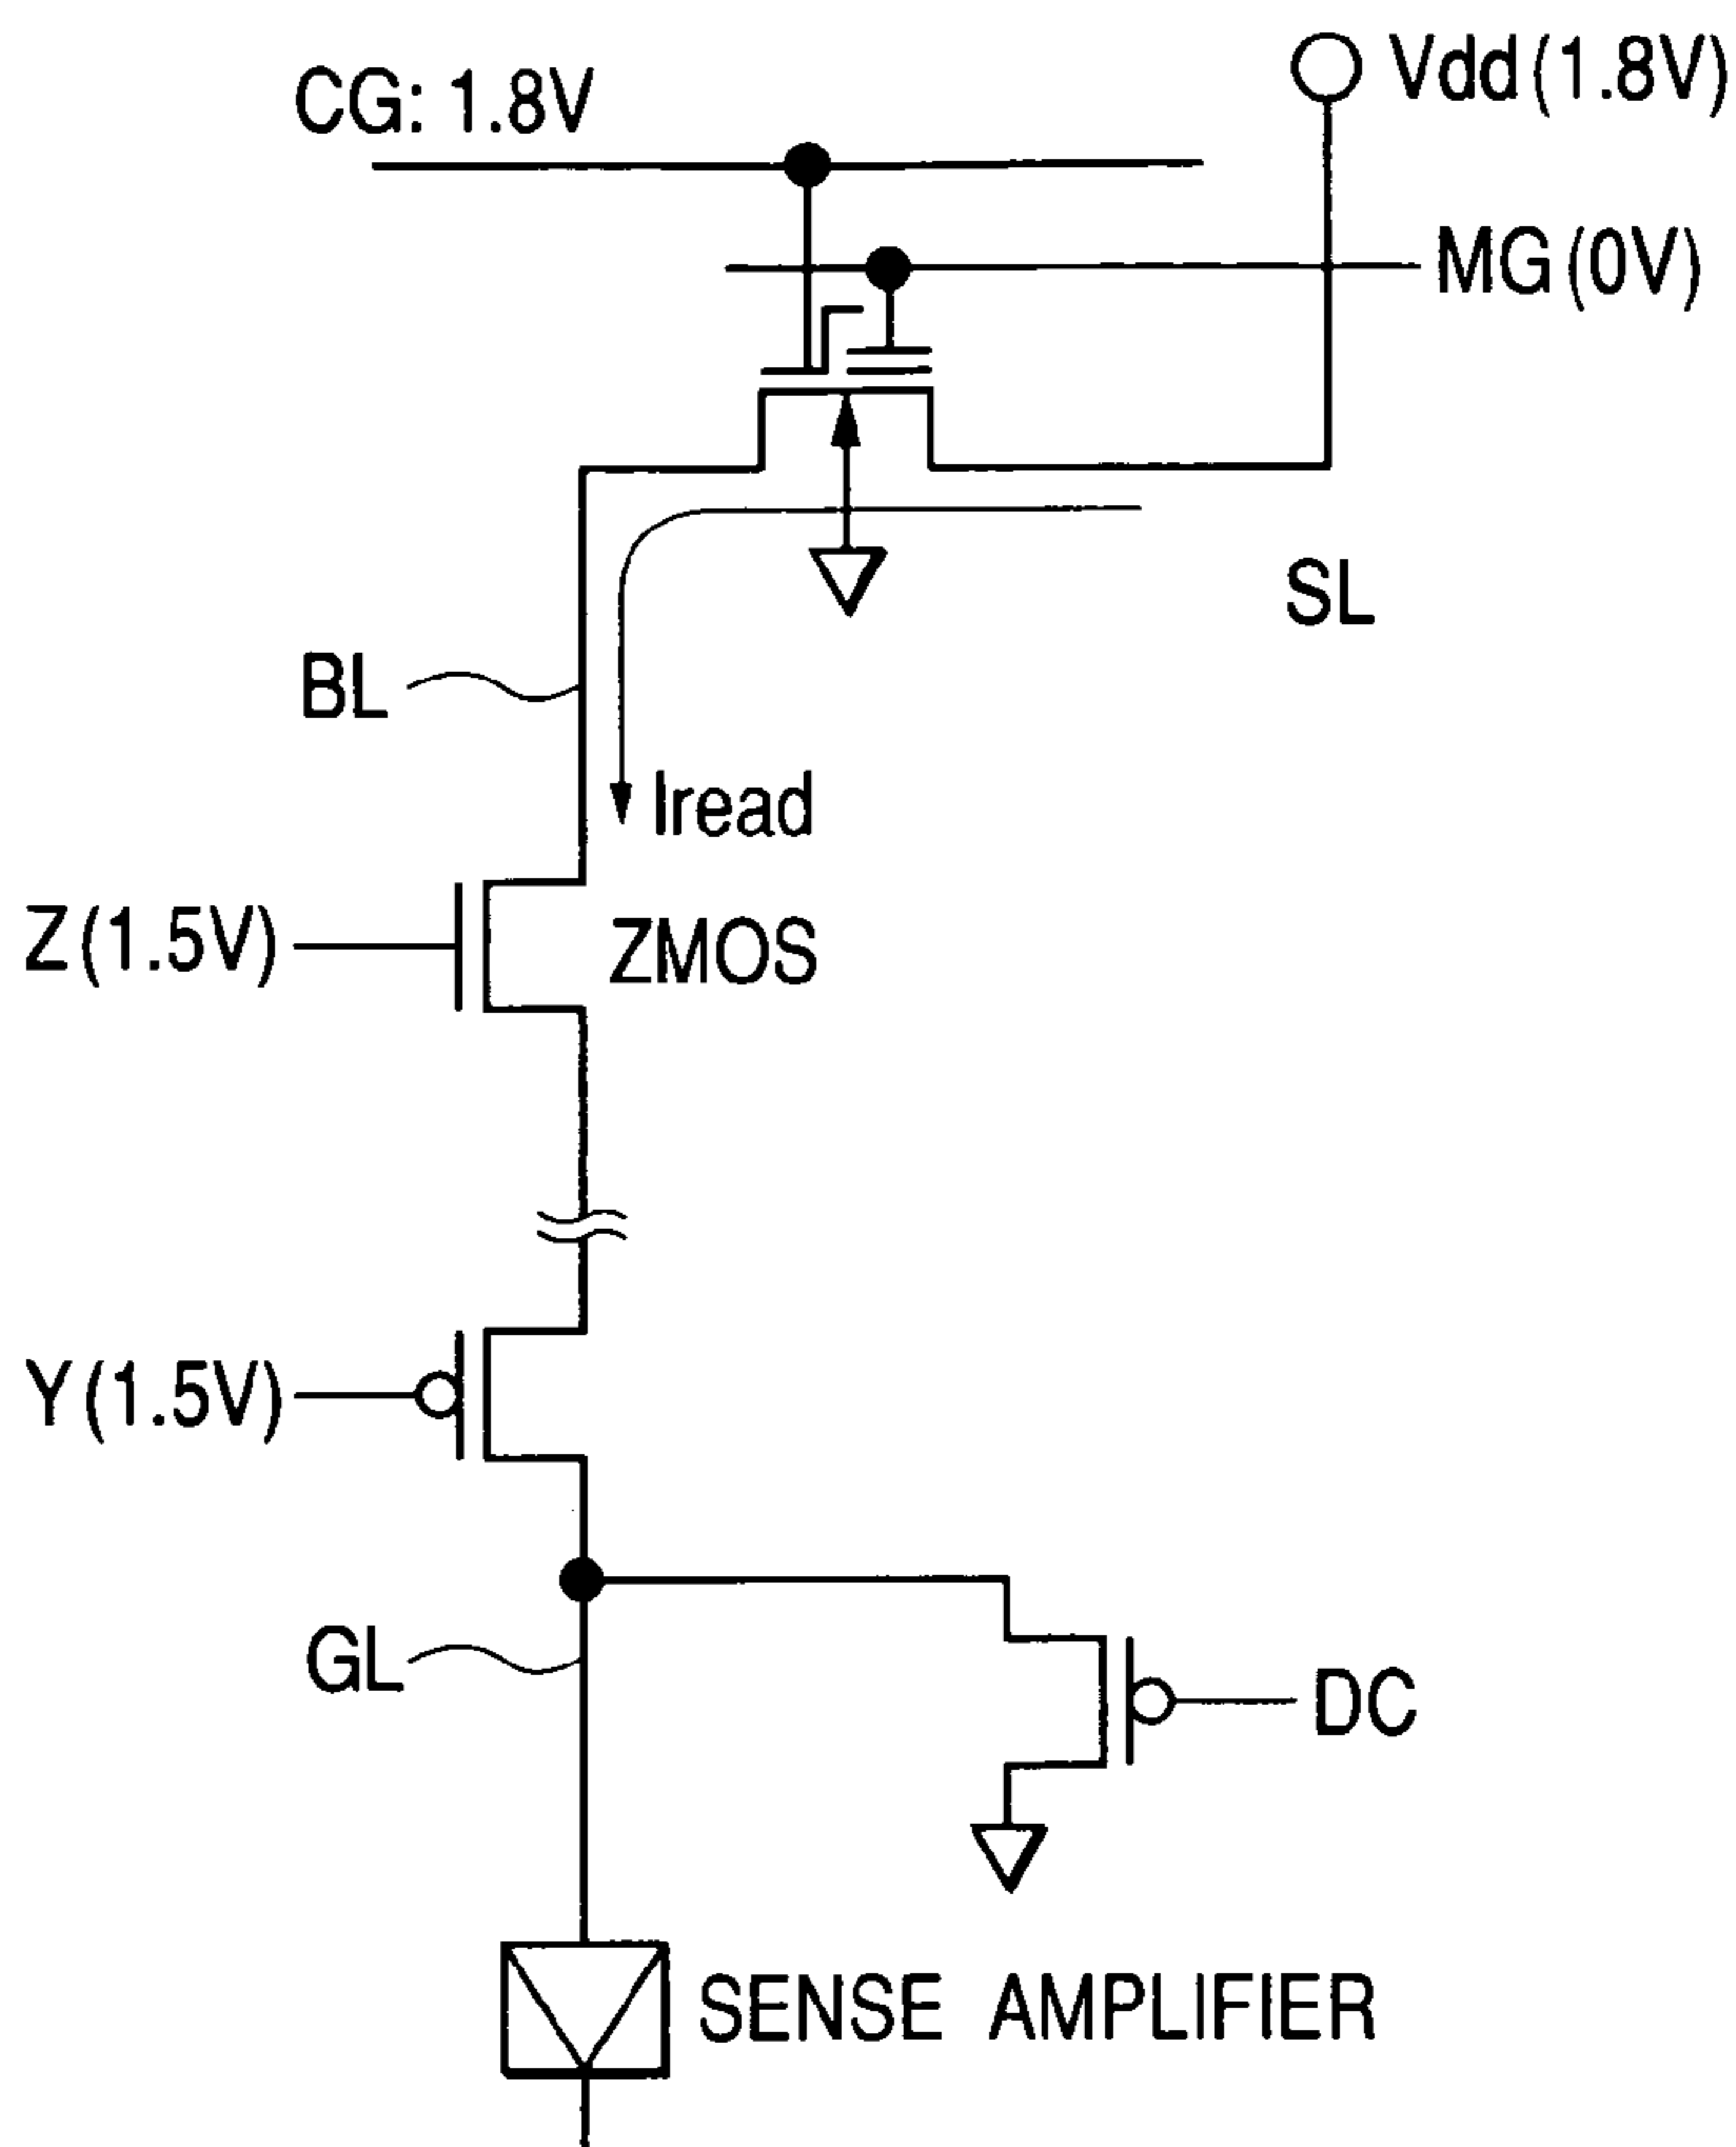 Vdd(1.8V)
CG: 1.8V
MG(0V)
SL
BL
Iread
Z(1.5V)
ZMOS
Y(1.5V)
GL
DC
SENSE AMPLIFIER